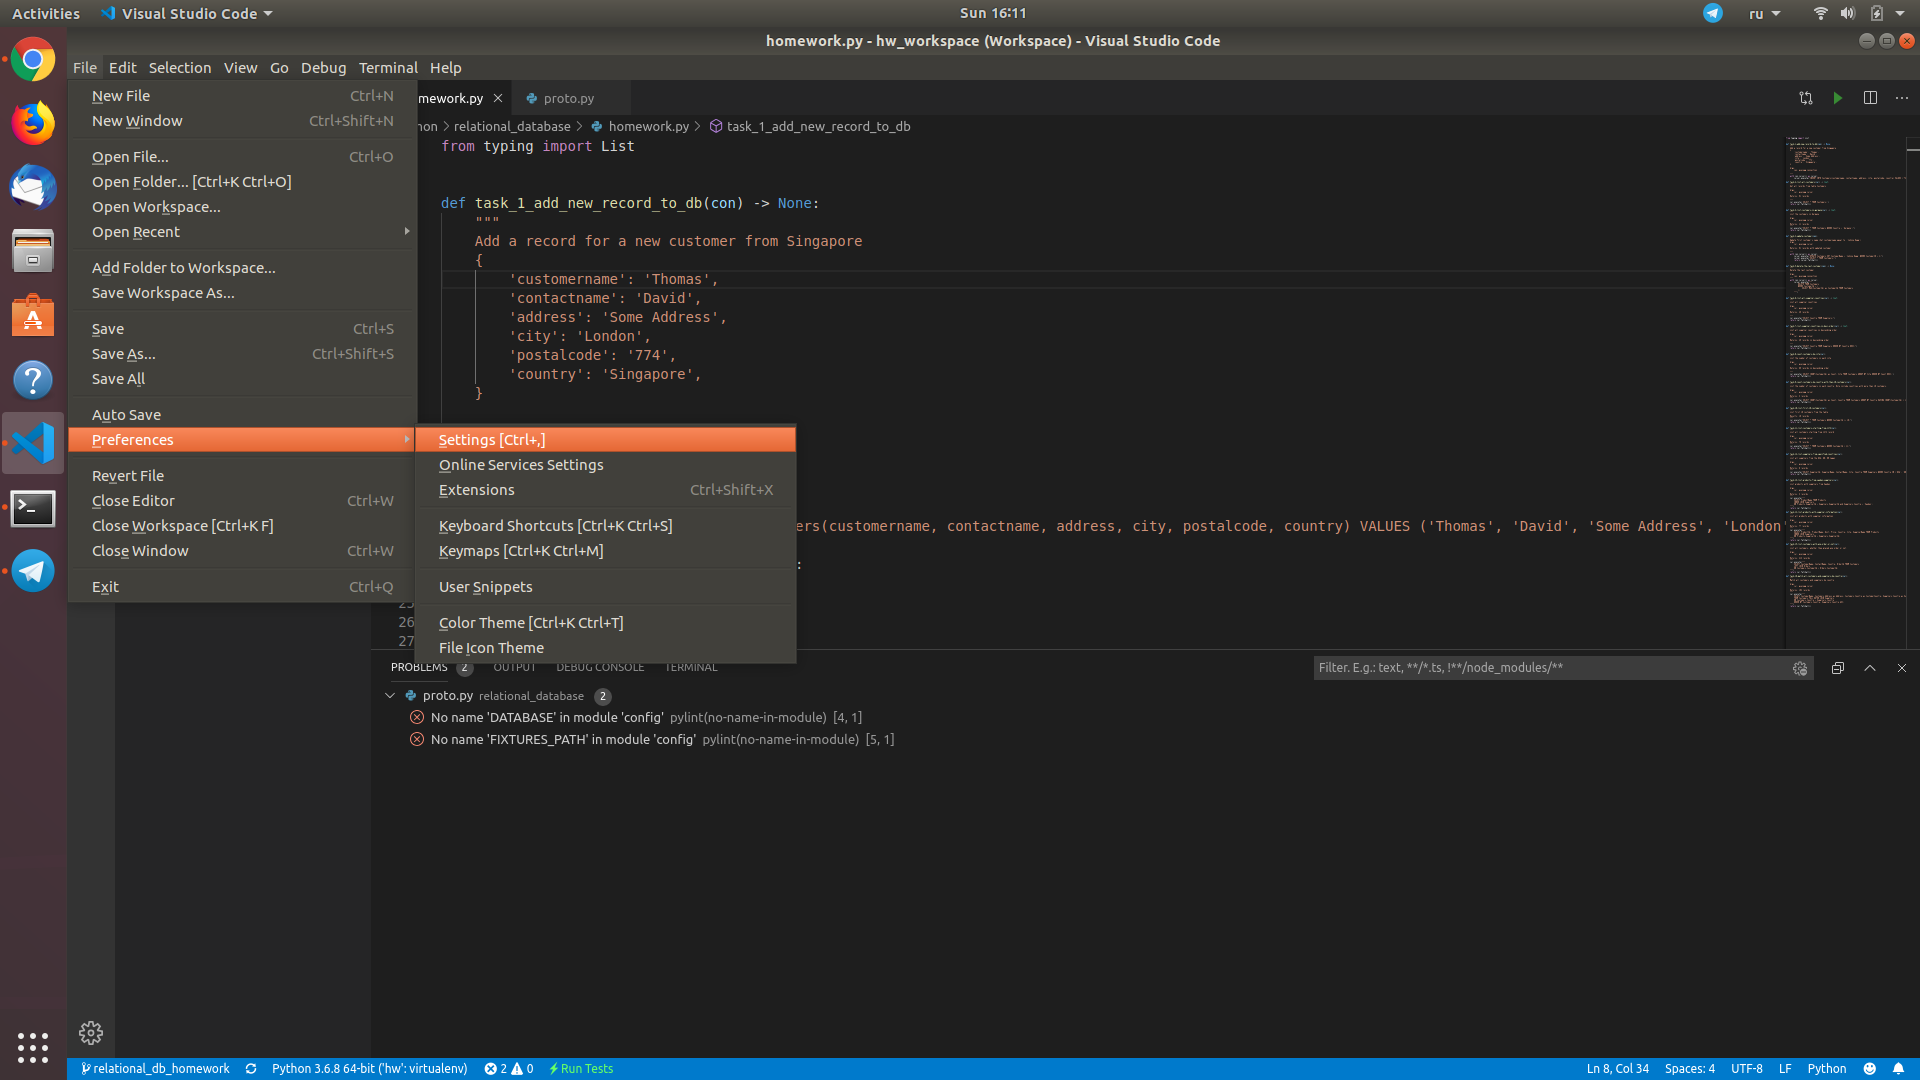 Activities
Visual Studio Code
Sun 16:11
ru
homework.py - hw_workspace (Workspace) - Visual Studio Code
File Edit Selection View Go Debug Terminal Help
New File Ctrl+N
New Window Ctrl+Shift+N
Open File... Ctrl+O
Open Folder... [Ctrl+K Ctrl+O]
Open Workspace...
Open Recent
Add Folder to Workspace...
Save Workspace As...
Save Ctrl+S
Save As... Ctrl+Shift+S
Save All
Auto Save
Preferences
Revert File
Close Editor Ctrl+W
Close Workspace [Ctrl+K F]
Close Window Ctrl+W
Exit Ctrl+Q
Settings [Ctrl+,]
Online Services Settings
Extensions Ctrl+Shift+X
Keyboard Shortcuts [Ctrl+K Ctrl+S]
Keymaps [Ctrl+K Ctrl+M]
User Snippets
Color Theme [Ctrl+K Ctrl+T]
File Icon Theme
mework.py
proto.py
non > relational_database > homework.py > task_1_add_new_record_to_db
from typing import List
def task_1_add_new_record_to_db(con) -> None:
"""
Add a record for a new customer from Singapore
{
'customername': 'Thomas',
'contactname': 'David',
'address': 'Some Address',
'city': 'London',
'postalcode': '774',
'country': 'Singapore',
}
ers(customername, contactname, address, city, postalcode, country) VALUES ('Thomas', 'David', 'Some Address', 'London'
:
25
26
27
PROBLEMS 2 OUTPUT DEBUG CONSOLE TERMINAL
Filter. E.g.: text, **/*.ts, !**/node_modules/**
proto.py relational_database 2
No name 'DATABASE' in module 'config' pylint(no-name-in-module) [4, 1]
No name 'FIXTURES_PATH' in module 'config' pylint(no-name-in-module) [5, 1]
relational_db_homework
Python 3.6.8 64-bit ('hw': virtualenv)
2 0
Run Tests
Ln 8, Col 34
Spaces: 4
UTF-8
LF
Python